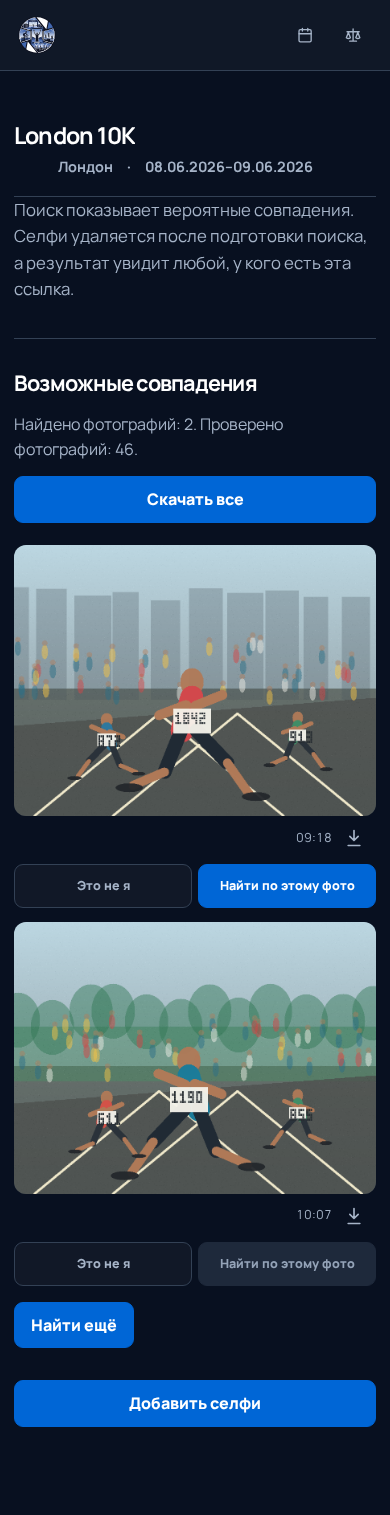 London 10K
Лондон · 08.06.2026–09.06.2026
Поиск показывает вероятные совпадения.
Селфи удаляется после подготовки поиска,
а результат увидит любой, у кого есть эта
ссылка.
Возможные совпадения
Найдено фотографий: 2. Проверено
фотографий: 46.
Скачать все
1842
09:18
Это не я
Найти по этому фото
1190
10:07
Это не я
Найти по этому фото
Найти ещё
Добавить селфи